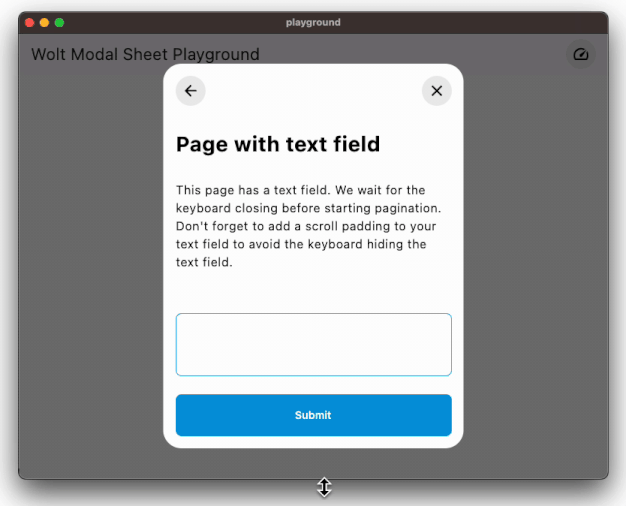 playground
Wolt Modal Sheet Playground
Page with text field
This page has a text field. We wait for the
keyboard closing before starting pagination.
Don't forget to add a scroll padding to your
text field to avoid the keyboard hiding the
text field.
Submit